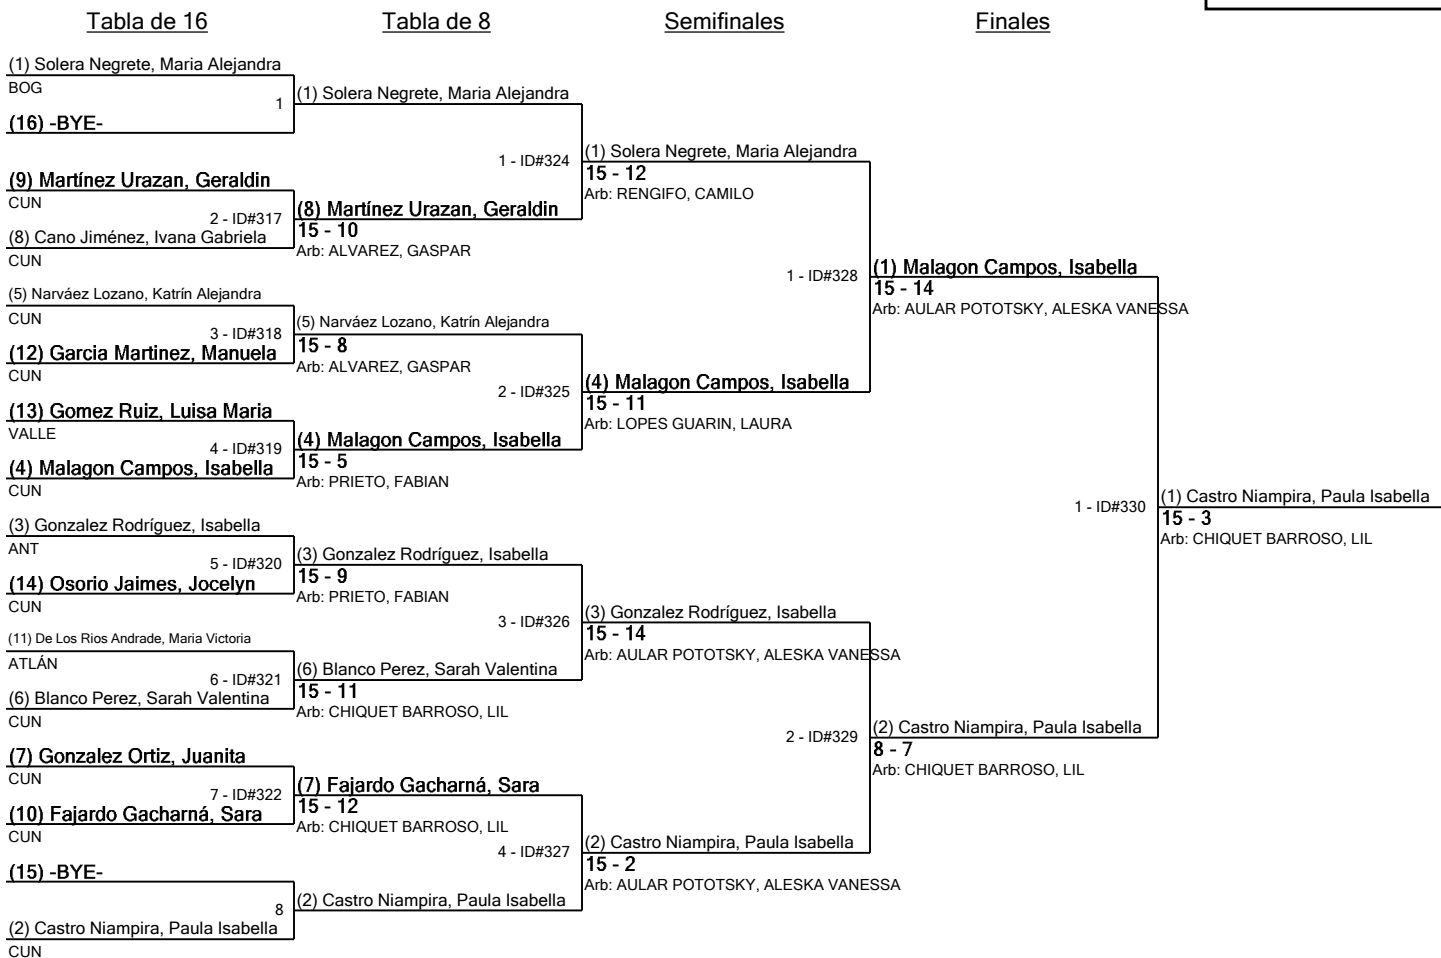 Tabla de 16
Tabla de 8
Semifinales
Finales
(1) Solera Negrete, Maria Alejandra
BOG
1
(16) -BYE-
(9) Martínez Urazan, Geraldin
CUN
2 - ID#317
(8) Cano Jiménez, Ivana Gabriela
CUN
(5) Narváez Lozano, Katrín Alejandra
CUN
3 - ID#318
(12) Garcia Martinez, Manuela
CUN
(13) Gomez Ruiz, Luisa Maria
VALLE
4 - ID#319
(4) Malagon Campos, Isabella
CUN
(3) Gonzalez Rodríguez, Isabella
ANT
5 - ID#320
(14) Osorio Jaimes, Jocelyn
CUN
(11) De Los Rios Andrade, Maria Victoria
ATLÁN
6 - ID#321
(6) Blanco Perez, Sarah Valentina
CUN
(7) Gonzalez Ortiz, Juanita
CUN
7 - ID#322
(10) Fajardo Gacharná, Sara
CUN
(15) -BYE-
8
(2) Castro Niampira, Paula Isabella
CUN
(1) Solera Negrete, Maria Alejandra
1 - ID#324
(8) Martínez Urazan, Geraldin
15 - 10
Arb: ALVAREZ, GASPAR
(5) Narváez Lozano, Katrín Alejandra
15 - 8
Arb: ALVAREZ, GASPAR
2 - ID#325
(4) Malagon Campos, Isabella
15 - 5
Arb: PRIETO, FABIAN
(3) Gonzalez Rodríguez, Isabella
15 - 9
Arb: PRIETO, FABIAN
3 - ID#326
(6) Blanco Perez, Sarah Valentina
15 - 11
Arb: CHIQUET BARROSO, LIL
(7) Fajardo Gacharná, Sara
15 - 12
Arb: CHIQUET BARROSO, LIL
4 - ID#327
(2) Castro Niampira, Paula Isabella
(1) Solera Negrete, Maria Alejandra
15 - 12
Arb: RENGIFO, CAMILO
1 - ID#328
(4) Malagon Campos, Isabella
15 - 11
Arb: LOPES GUARIN, LAURA
(3) Gonzalez Rodríguez, Isabella
15 - 14
Arb: AULAR POTOTSKY, ALESKA VANESSA
2 - ID#329
(2) Castro Niampira, Paula Isabella
15 - 2
Arb: AULAR POTOTSKY, ALESKA VANESSA
(1) Malagon Campos, Isabella
15 - 14
Arb: AULAR POTOTSKY, ALESKA VANESSA
1 - ID#330
(2) Castro Niampira, Paula Isabella
8 - 7
Arb: CHIQUET BARROSO, LIL
(1) Castro Niampira, Paula Isabella
15 - 3
Arb: CHIQUET BARROSO, LIL